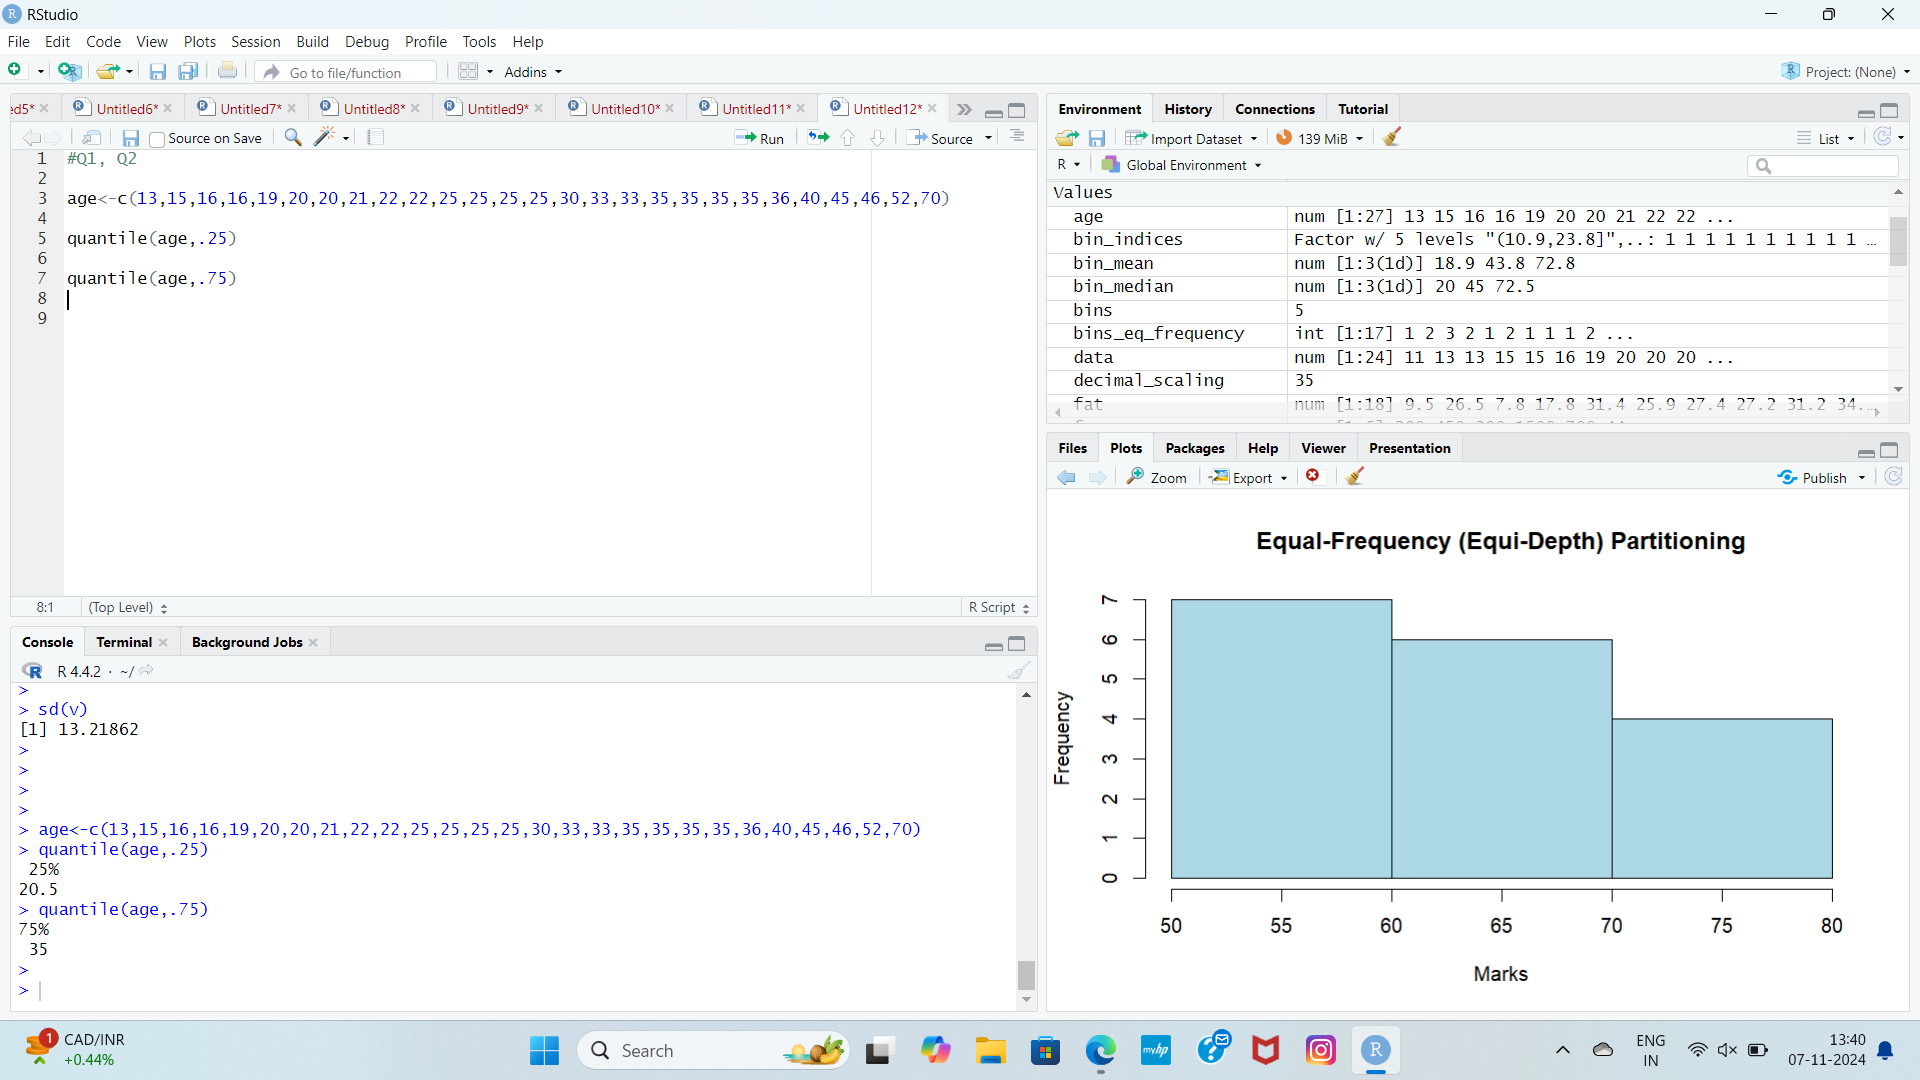 RStudio
File Edit Code View Plots Session Build Debug Profile Tools Help
Go to file/function Addins Project: (None)
ed5* Untitled6* Untitled7* Untitled8* Untitled9* Untitled10* Untitled11* Untitled12*
Source on Save Run Source
1 #Q1, Q2
2
3 age<-c(13,15,16,16,19,20,20,21,22,22,25,25,25,25,30,33,33,35,35,35,35,36,40,45,46,52,70)
4
5 quantile(age,.25)
6
7 quantile(age,.75)
8
9
8:1 (Top Level) R Script
Console Terminal Background Jobs
R 4.4.2 · ~/
>
> sd(v)
[1] 13.21862
>
>
>
>
> age<-c(13,15,16,16,19,20,20,21,22,22,25,25,25,25,30,33,33,35,35,35,35,36,40,45,46,52,70)
> quantile(age,.25)
25%
20.5
> quantile(age,.75)
75%
35
>
>
Environment History Connections Tutorial
Import Dataset 139 MiB List
R Global Environment
Values
age num [1:27] 13 15 16 16 19 20 20 21 22 22 ...
bin_indices Factor w/ 5 levels "(10.9,23.8]",..: 1 1 1 1 1 1 1 1 1 1 …
bin_mean num [1:3(1d)] 18.9 43.8 72.8
bin_median num [1:3(1d)] 20 45 72.5
bins 5
bins_eq_frequency int [1:17] 1 2 3 2 1 2 1 1 1 2 ...
data num [1:24] 11 13 13 15 15 16 19 20 20 20 ...
decimal_scaling 35
fat num [1:18] 9.5 26.5 7.8 17.8 31.4 25.9 27.4 27.2 31.2 34.…
Files Plots Packages Help Viewer Presentation
Zoom Export Publish
Equal-Frequency (Equi-Depth) Partitioning
Frequency
7
6
5
4
3
2
1
0
50 55 60 65 70 75 80
Marks
1 CAD/INR
+0.44%
Search
myhp
R
ENG
IN
13:40
07-11-2024